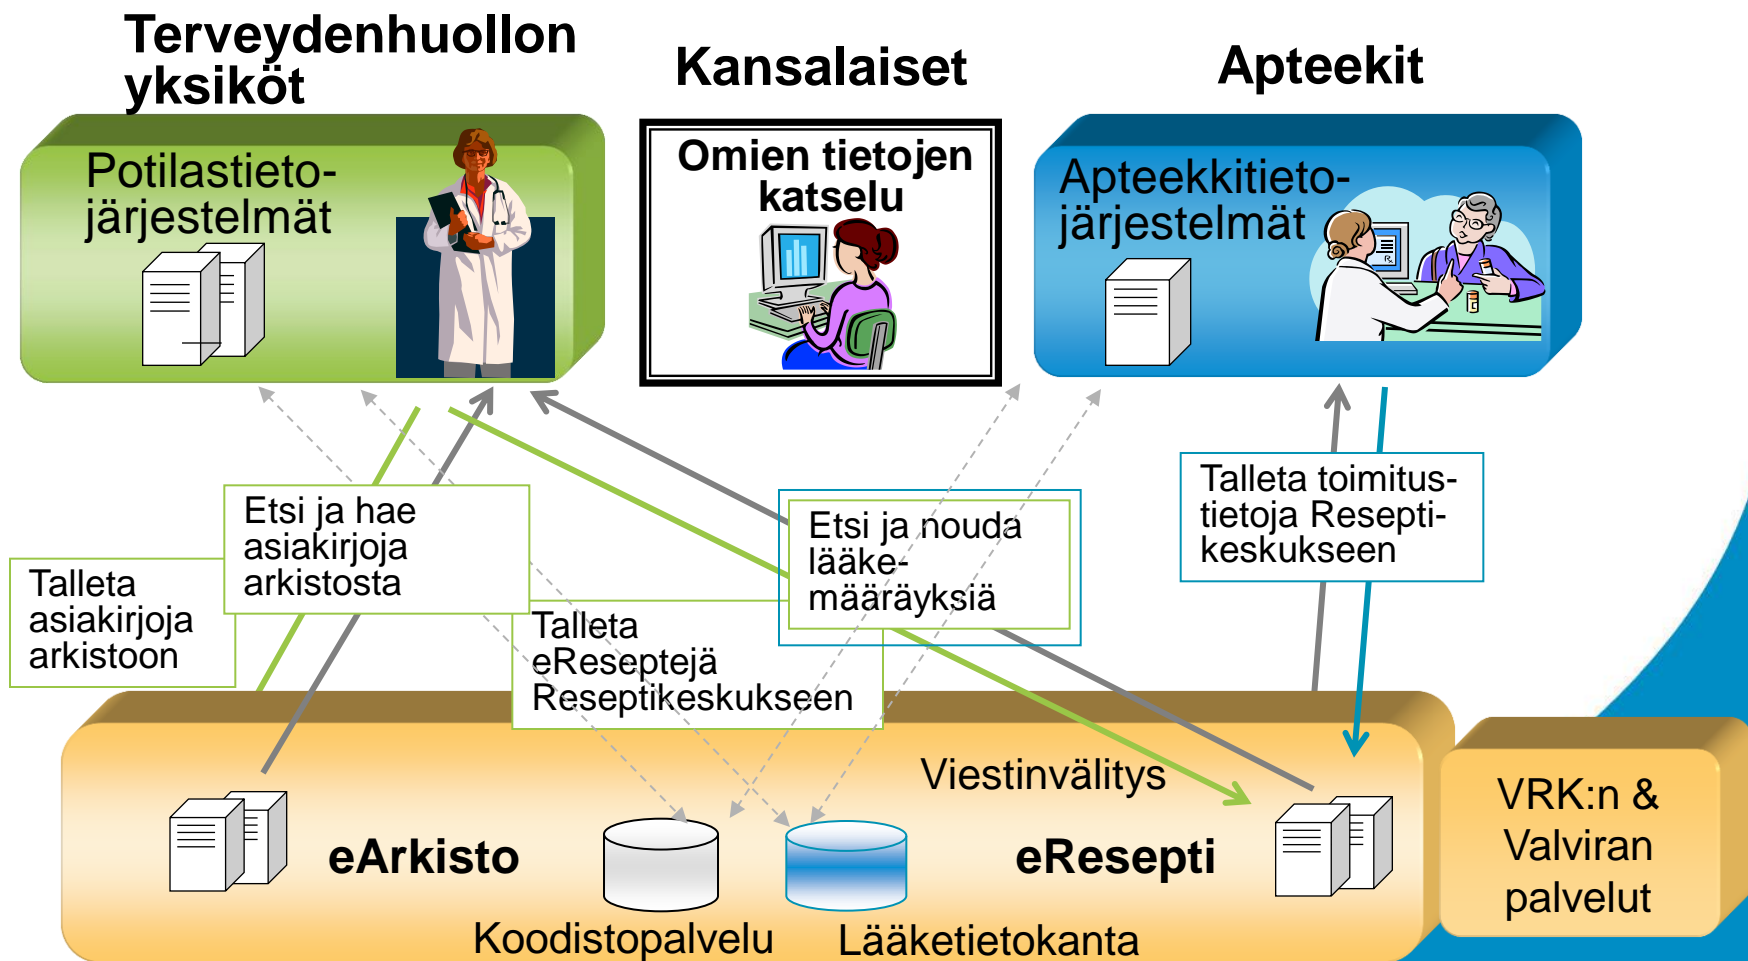 Terveydenhuollon
yksiköt
Kansalaiset
Apteekit
Potilastieto-
järjestelmät
Omien tietojen
katselu
Apteekkitieto-
järjestelmät
Etsi ja hae
asiakirjoja
arkistosta
Talleta
asiakirjoja
arkistoon
Etsi ja nouda
lääke-
määräyksiä
Talleta toimitus-
tietoja Resepti-
keskukseen
Talleta
eReseptejä
Reseptikeskukseen
Viestinvälitys
eArkisto
eResepti
Koodistopalvelu
Lääketietokanta
VRK:n &
Valviran
palvelut